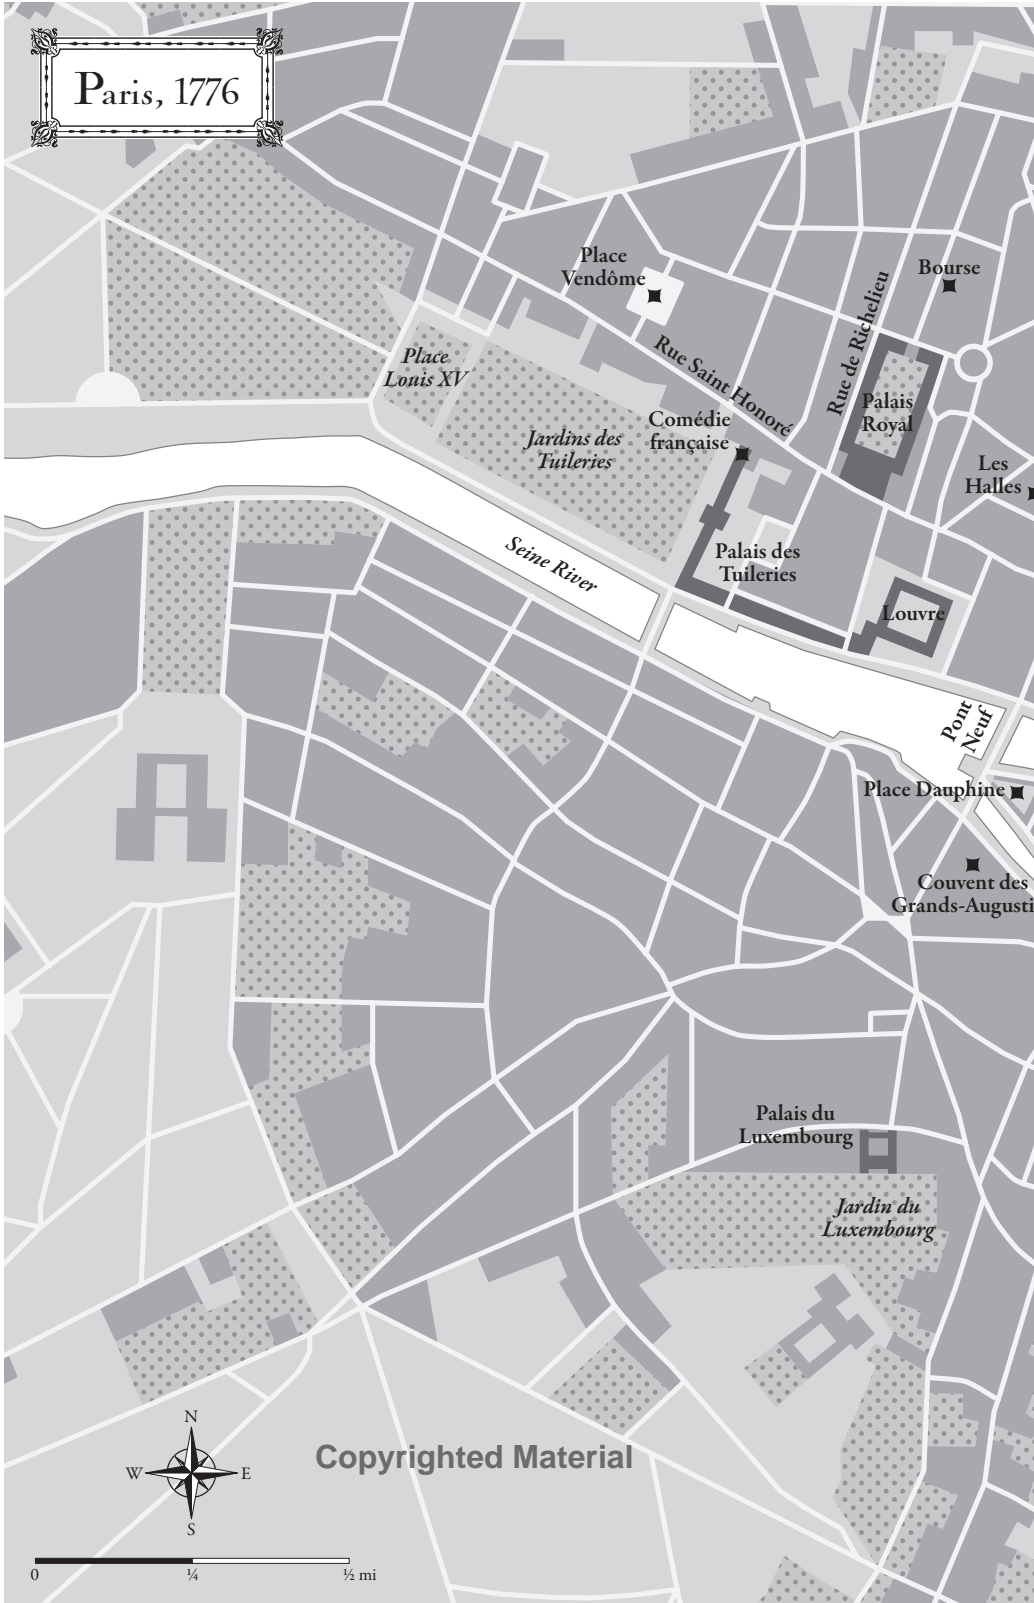 Paris, 1776
Place
Vendôme
Bourse
Rue de Richelieu
Place
Louis XV
Rue Saint Honoré
Palais
Royal
Comédie
française
Jardins des
Tuileries
Les
Halles
Seine River
Palais des
Tuileries
Louvre
Pont
Neuf
Place Dauphine
Couvent des
Grands-Augusti
Palais du
Luxembourg
Jardin du
Luxembourg
N
W E
S
Copyrighted Material
0 ¼ ½ mi